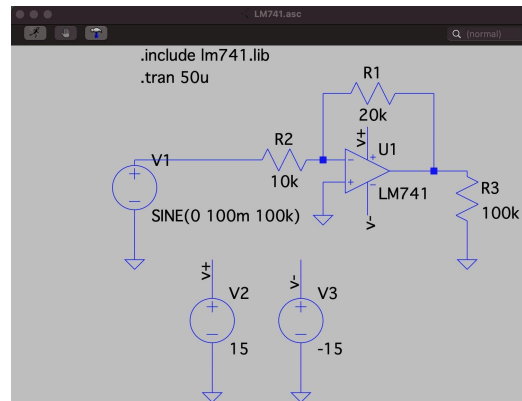 LM741.asc
(normal)
.include lm741.lib
.tran 50u
R1
20k
R2
10k
V1
SINE(0 100m 100k)
v+
U1
LM741
v-
R3
100k
v+
V2
15
v-
V3
-15